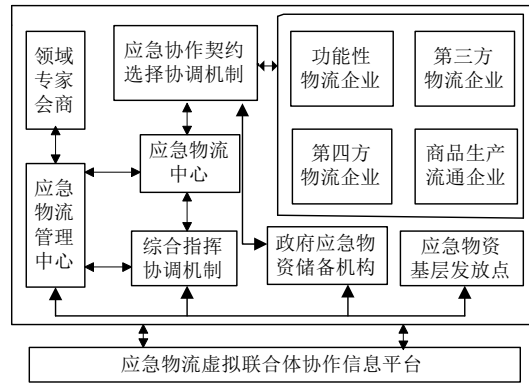 领域
专家
会商
应急协作契约
选择协调机制
功能性
物流企业
第三方
物流企业
第四方
物流企业
商品生产
流通企业
应急物流
中心
应急
物流
管理
中心
综合指挥
协调机制
政府应急物
资储备机构
应急物资
基层发放点
应急物流虚拟联合体协作信息平台